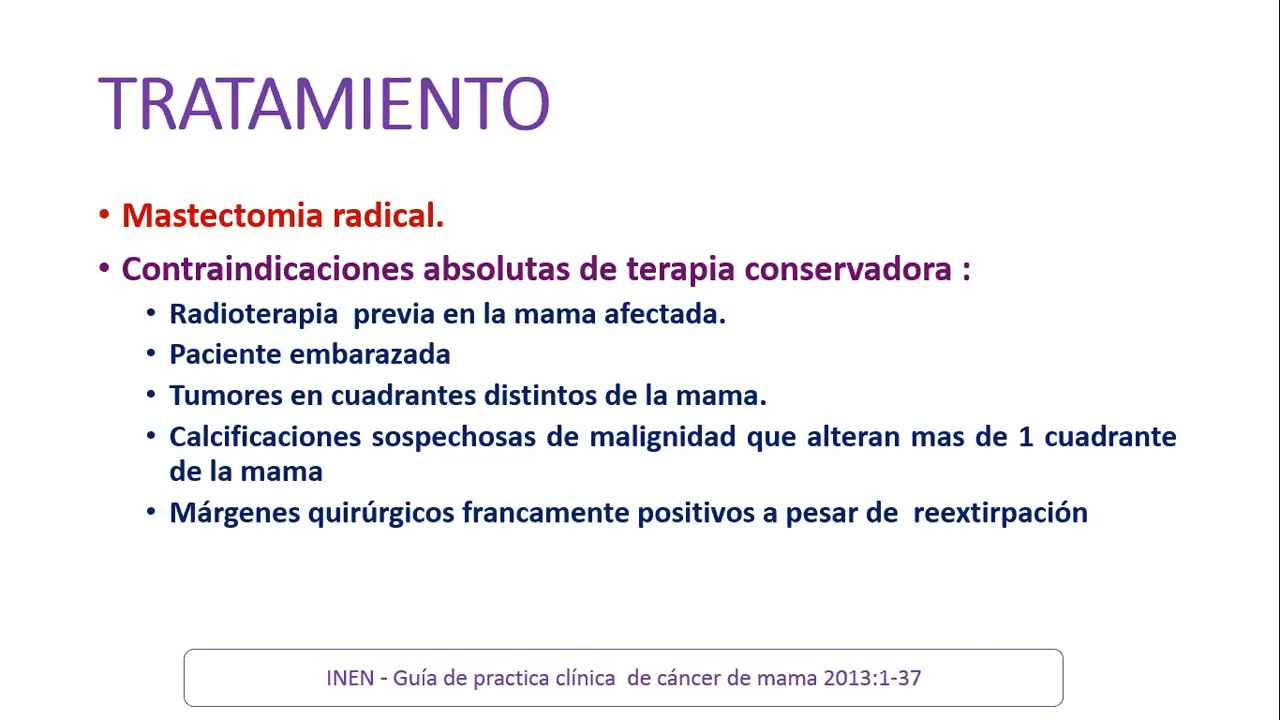 TRATAMIENTO
• Mastectomia radical.
• Contraindicaciones absolutas de terapia conservadora :
• Radioterapia previa en la mama afectada.
• Paciente embarazada
• Tumores en cuadrantes distintos de la mama.
• Calcificaciones sospechosas de malignidad que alteran mas de 1 cuadrante
de la mama
• Márgenes quirúrgicos francamente positivos a pesar de reextirpación
INEN - Guía de practica clínica de cáncer de mama 2013:1-37